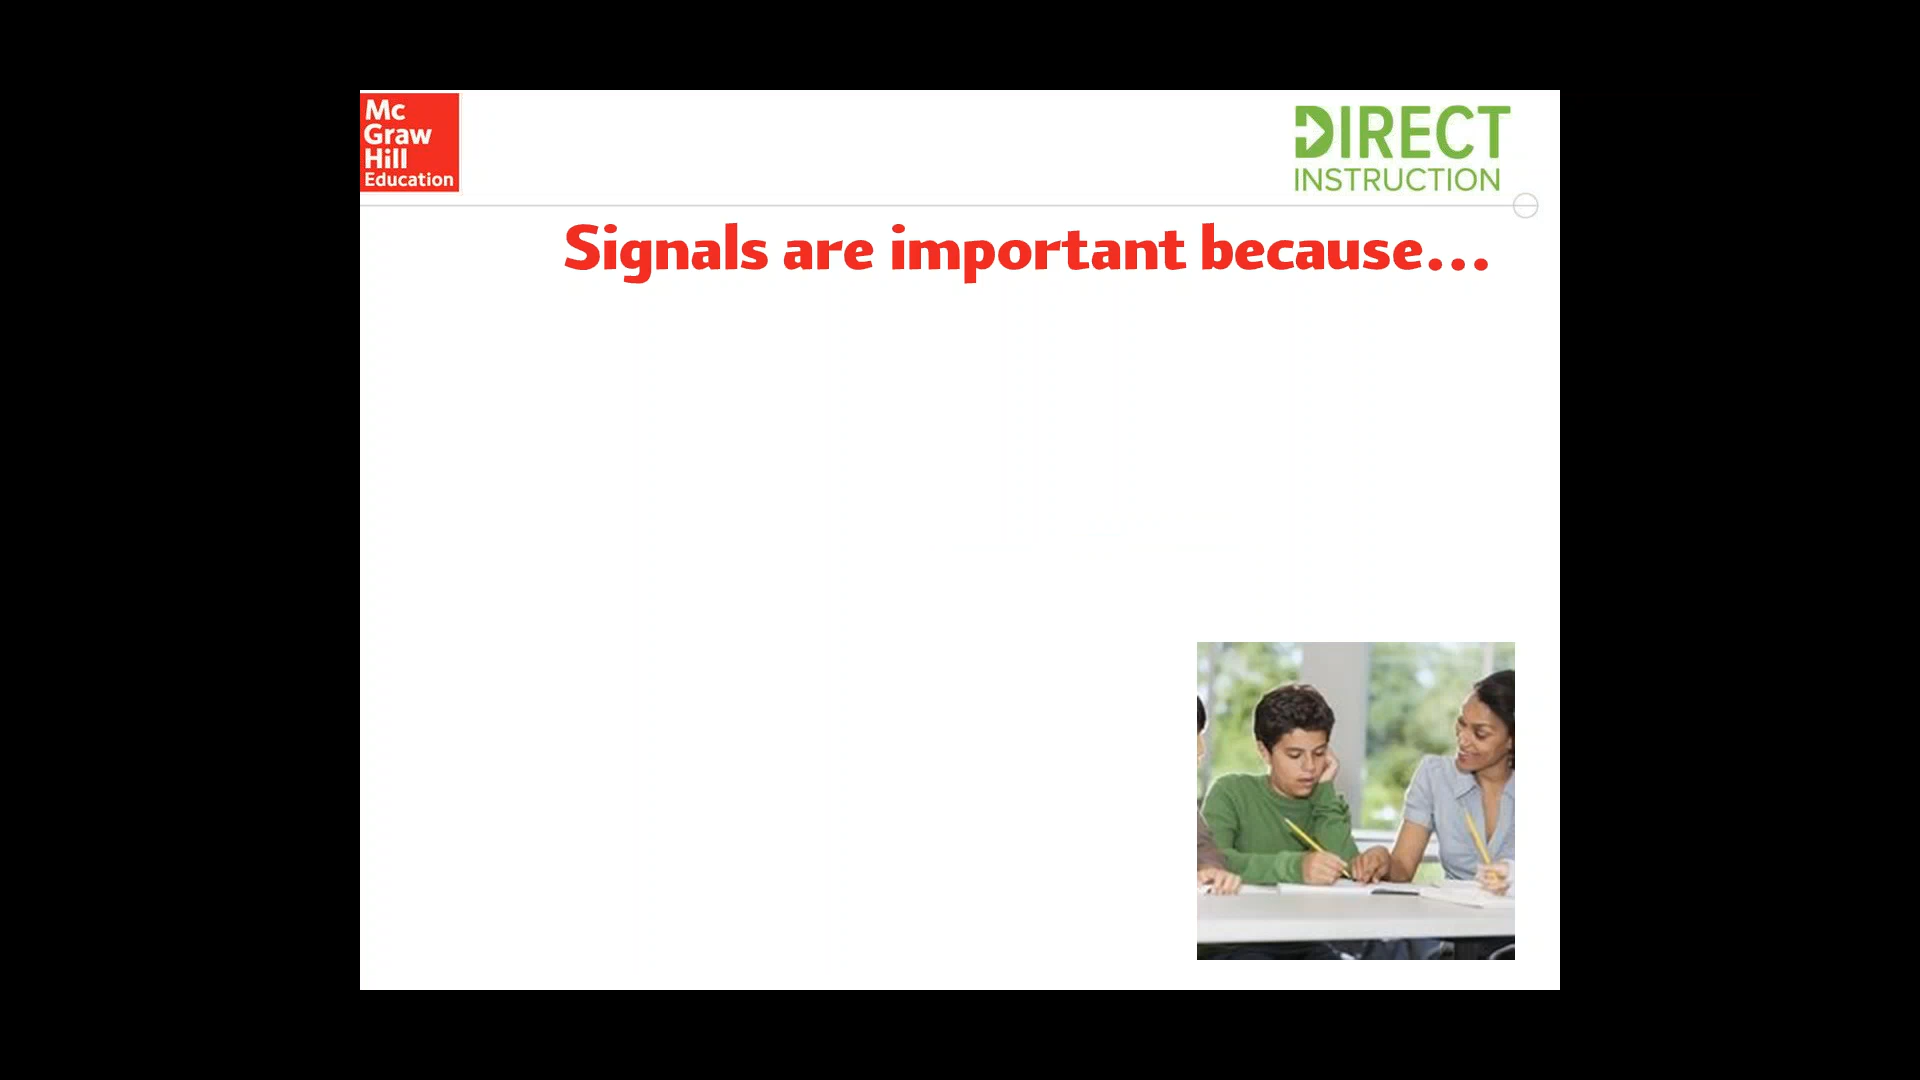 Mc
Graw
Hill
Education
DIRECT
INSTRUCTION
Signals are important because...